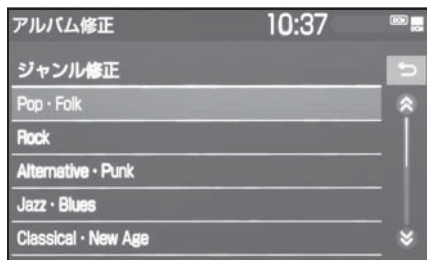 アルバム修正 10:37
ジャンル修正
Pop・Folk
Rock
Alternative・Punk
Jazz・Blues
Classical・New Age